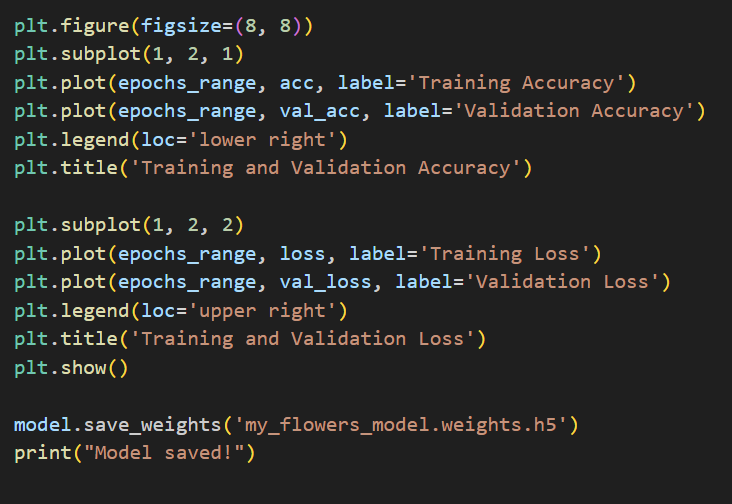 plt.figure(figsize=(8, 8))
plt.subplot(1, 2, 1)
plt.plot(epochs_range, acc, label='Training Accuracy')
plt.plot(epochs_range, val_acc, label='Validation Accuracy')
plt.legend(loc='lower right')
plt.title('Training and Validation Accuracy')

plt.subplot(1, 2, 2)
plt.plot(epochs_range, loss, label='Training Loss')
plt.plot(epochs_range, val_loss, label='Validation Loss')
plt.legend(loc='upper right')
plt.title('Training and Validation Loss')
plt.show()

model.save_weights('my_flowers_model.weights.h5')
print("Model saved!")